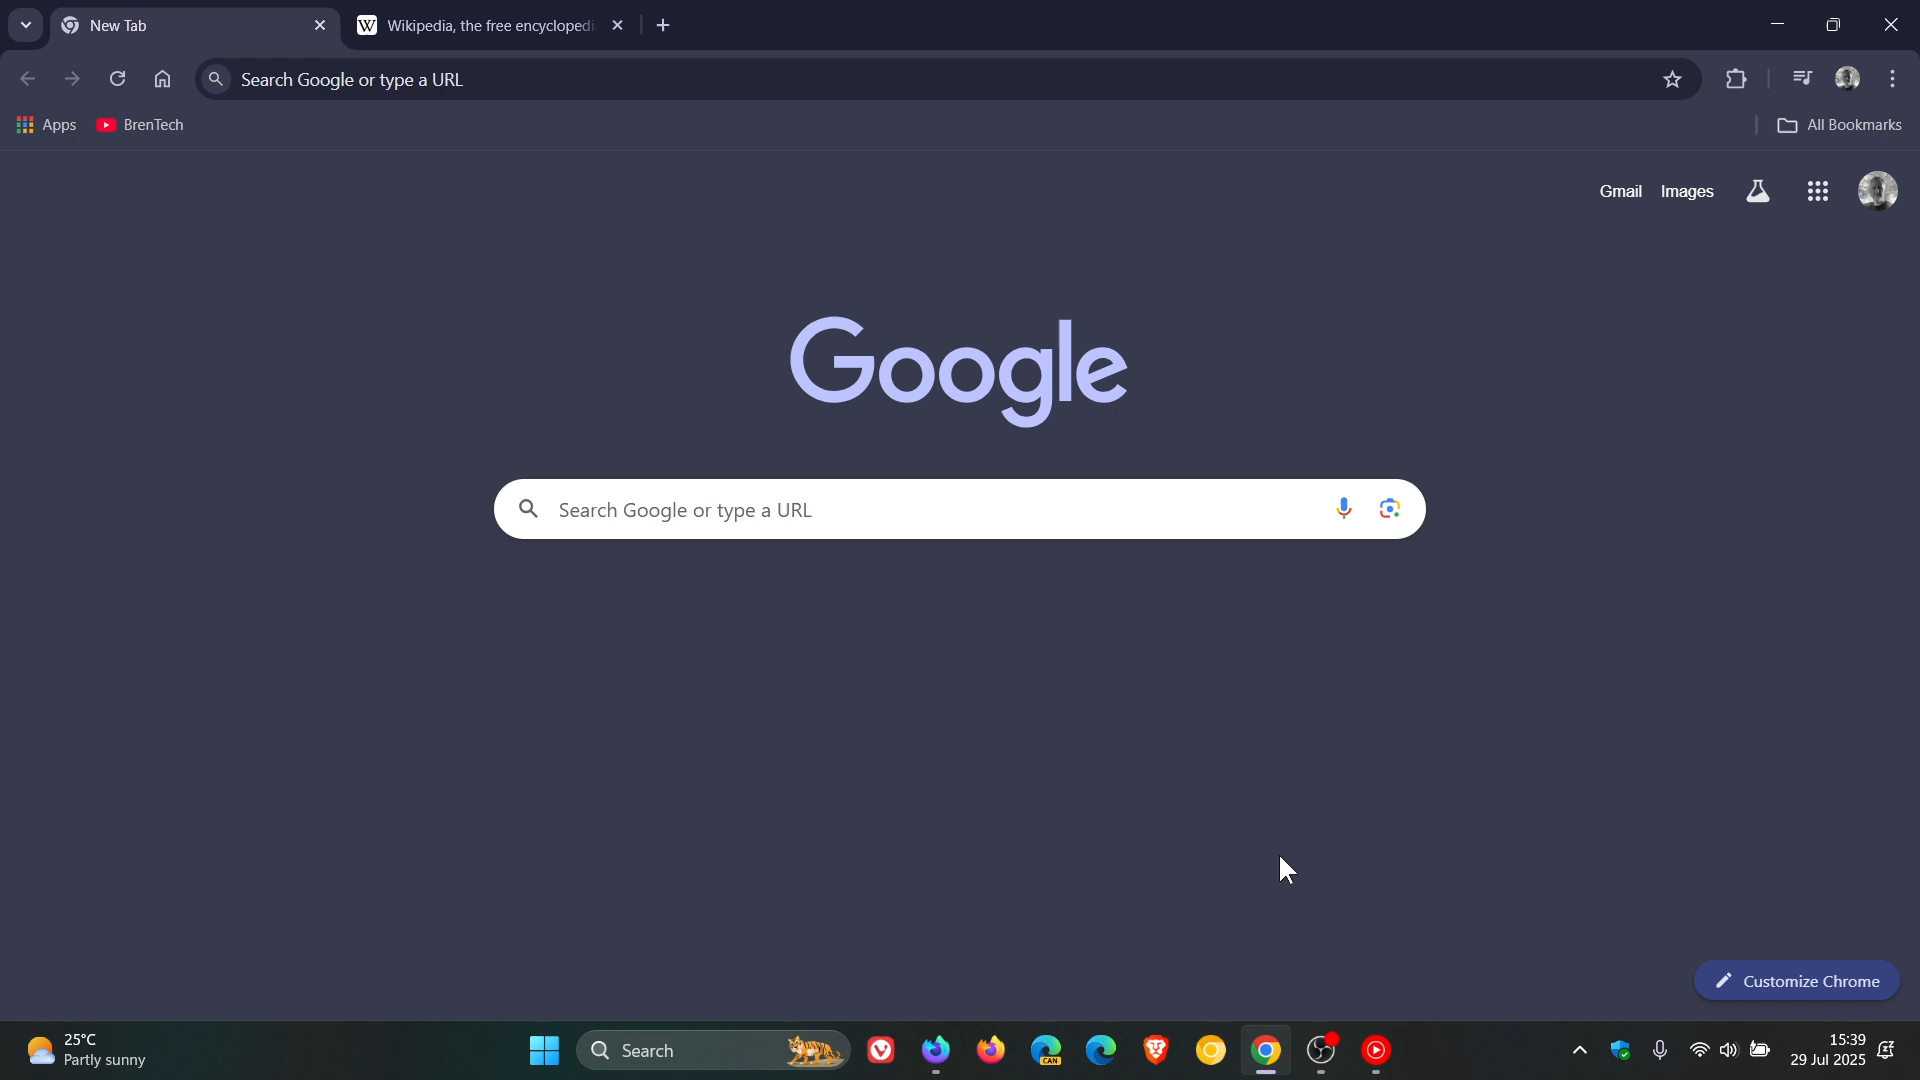 New Tab
Wikipedia, the free encyclopedi
Search Google or type a URL
Apps
BrenTech
All Bookmarks
Gmail
Images
Google
Search Google or type a URL
Customize Chrome
25°C
Partly sunny
Search
CAN
15:39
29 Jul 2025